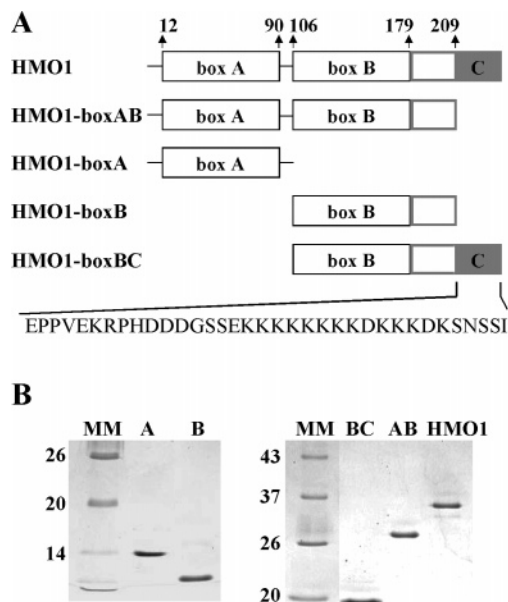 A
12 90 106 179 209
HMO1 box A box B C
HMO1-boxAB box A box B
HMO1-boxA box A
HMO1-boxB box B
HMO1-boxBC box B C
EPPVEKRPHDDDGSSEKKKKKKKKDKKKDKSNSSI
B
MM A B MM BC AB HMO1
26 43
20 37
14 26
20